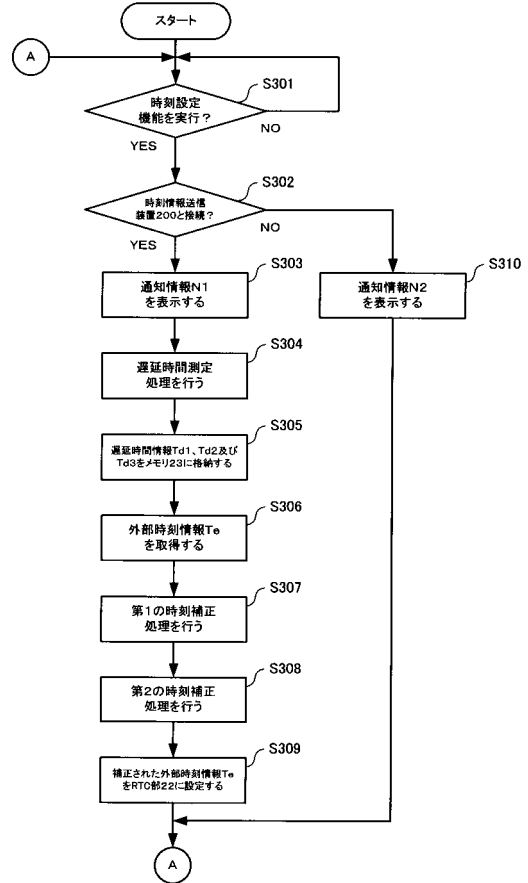 スタート
A
S301
時刻設定
機能を実行？
NO
YES
S302
時刻情報送信
装置200と接続？
NO
YES
S303
通知情報N1
を表示する
S310
通知情報N2
を表示する
S304
遅延時間測定
処理を行う
S305
遅延時間情報Td1、Td2及び
Td3をメモリ23に格納する
S306
外部時刻情報Te
を取得する
S307
第1の時刻補正
処理を行う
S308
第2の時刻補正
処理を行う
S309
補正された外部時刻情報Te
をRTC部22に設定する
A